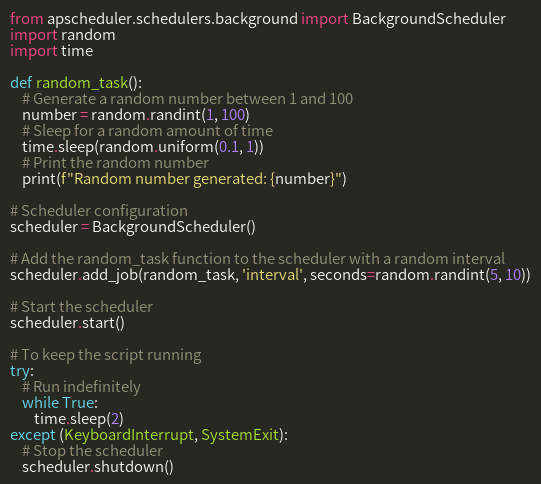 from apscheduler.schedulers.background import BackgroundScheduler
import random
import time

def random_task():
    # Generate a random number between 1 and 100
    number = random.randint(1, 100)
    # Sleep for a random amount of time
    time.sleep(random.uniform(0.1, 1))
    # Print the random number
    print(f"Random number generated: {number}")

# Scheduler configuration
scheduler = BackgroundScheduler()

# Add the random_task function to the scheduler with a random interval
scheduler.add_job(random_task, 'interval', seconds=random.randint(5, 10))

# Start the scheduler
scheduler.start()

# To keep the script running
try:
    # Run indefinitely
    while True:
        time.sleep(2)
except (KeyboardInterrupt, SystemExit):
    # Stop the scheduler
    scheduler.shutdown()